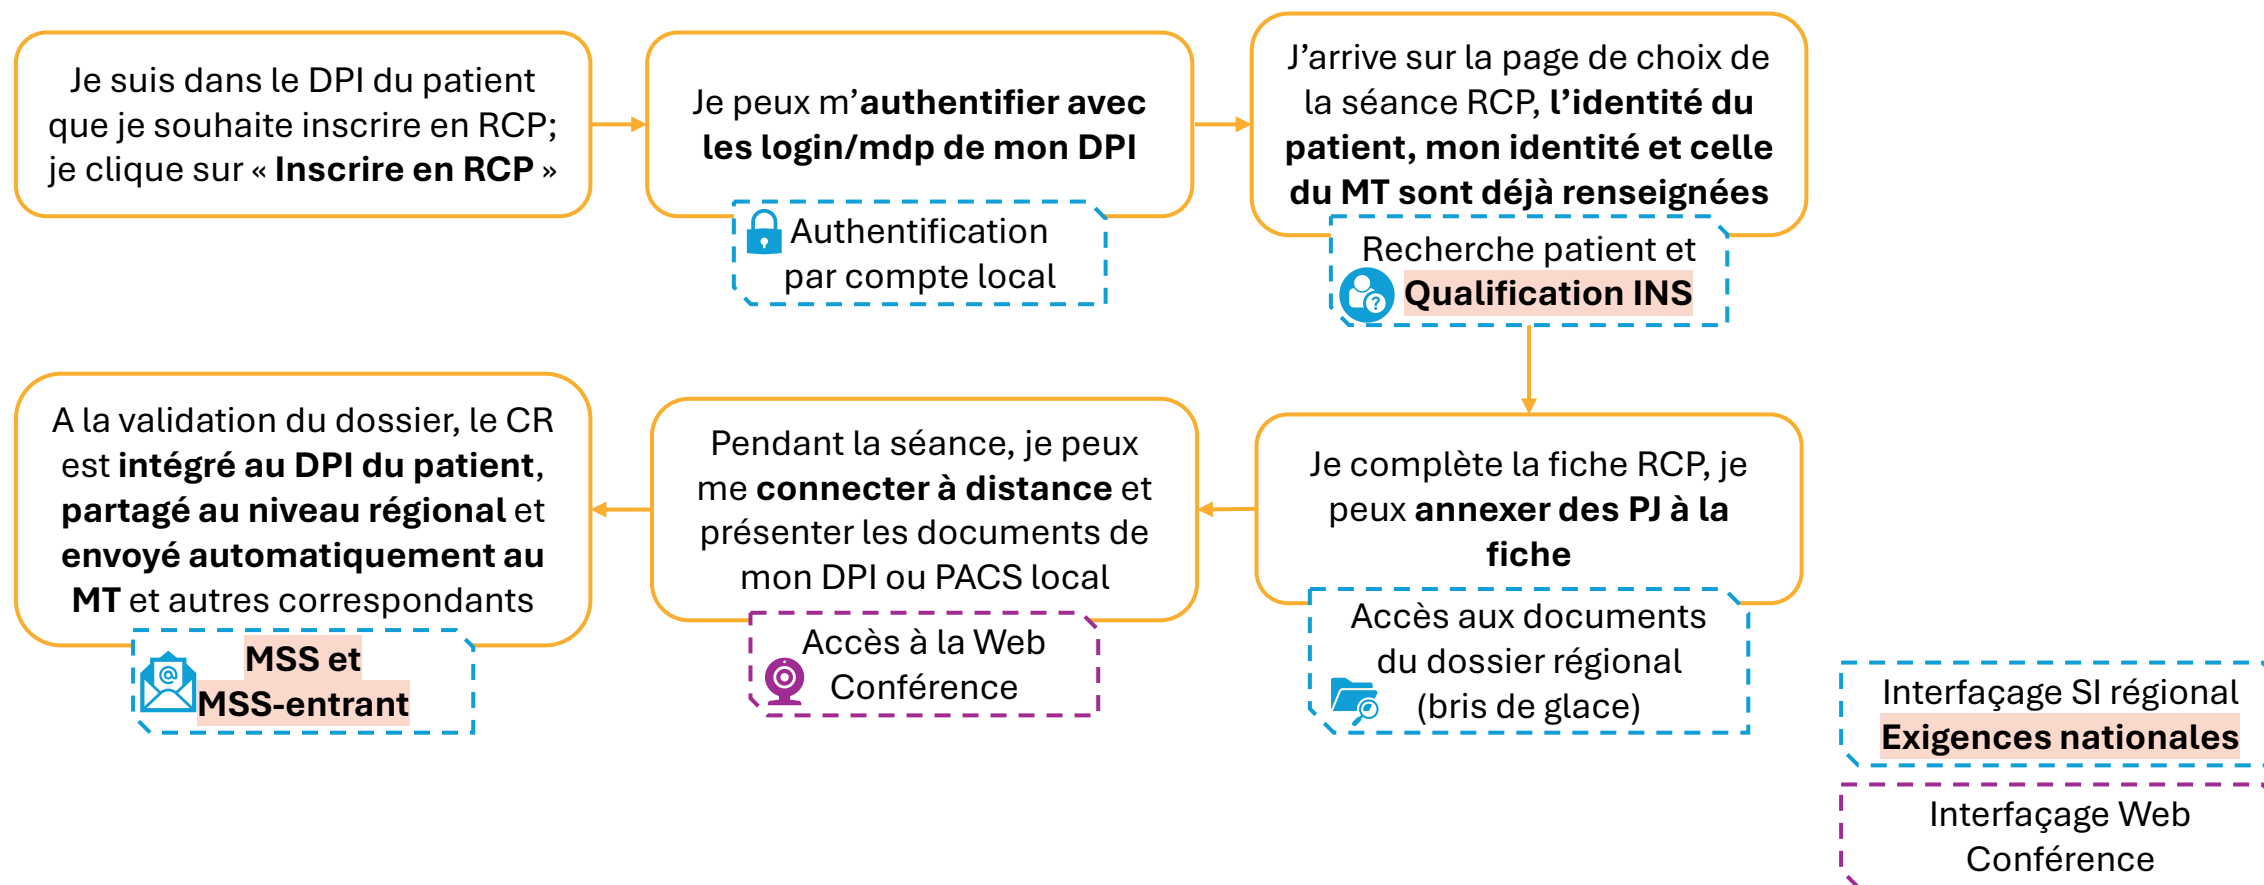 Je suis dans le DPI du patient
que je souhaite inscrire en RCP;
je clique sur « Inscrire en RCP »
Je peux m’authentifier avec
les login/mdp de mon DPI
Authentification
par compte local
J’arrive sur la page de choix de
la séance RCP, l’identité du
patient, mon identité et celle
du MT sont déjà renseignées
Recherche patient et
Qualification INS
Je complète la fiche RCP, je
peux annexer des PJ à la
fiche
Accès aux documents
du dossier régional
(bris de glace)
Pendant la séance, je peux
me connecter à distance et
présenter les documents de
mon DPI ou PACS local
Accès à la Web
Conférence
A la validation du dossier, le CR
est intégré au DPI du patient,
partagé au niveau régional et
envoyé automatiquement au
MT et autres correspondants
MSS et
MSS-entrant
Interfaçage SI régional
Exigences nationales
Interfaçage Web
Conférence